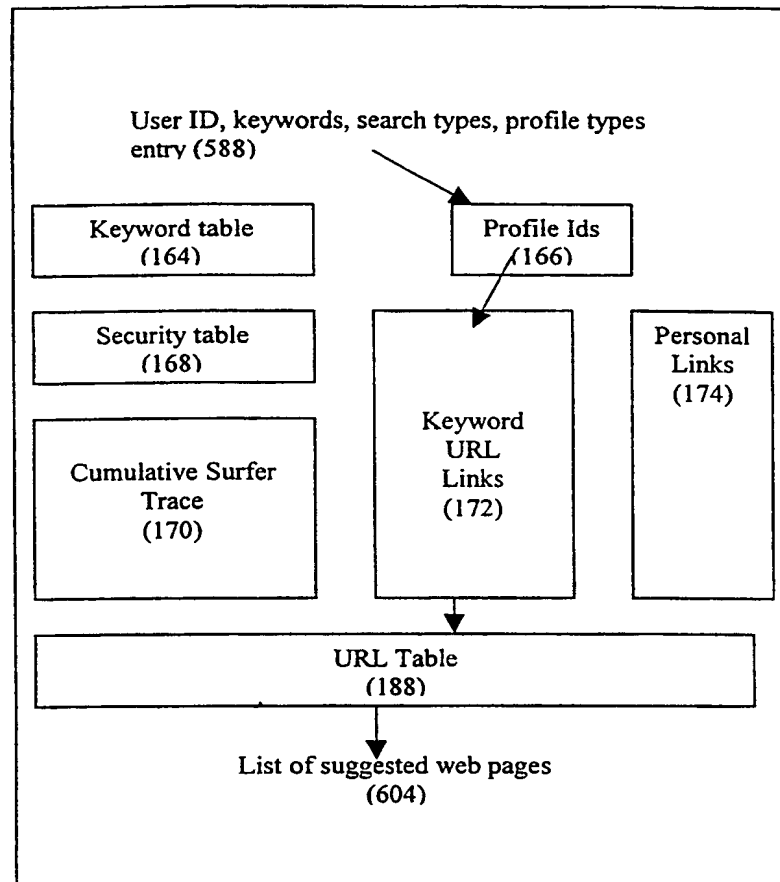 User ID, keywords, search types, profile types
entry (588)
Keyword table
(164)
Profile Ids
(166)
Security table
(168)
Keyword
URL
Links
(172)
Personal
Links
(174)
Cumulative Surfer
Trace
(170)
URL Table
(188)
List of suggested web pages
(604)